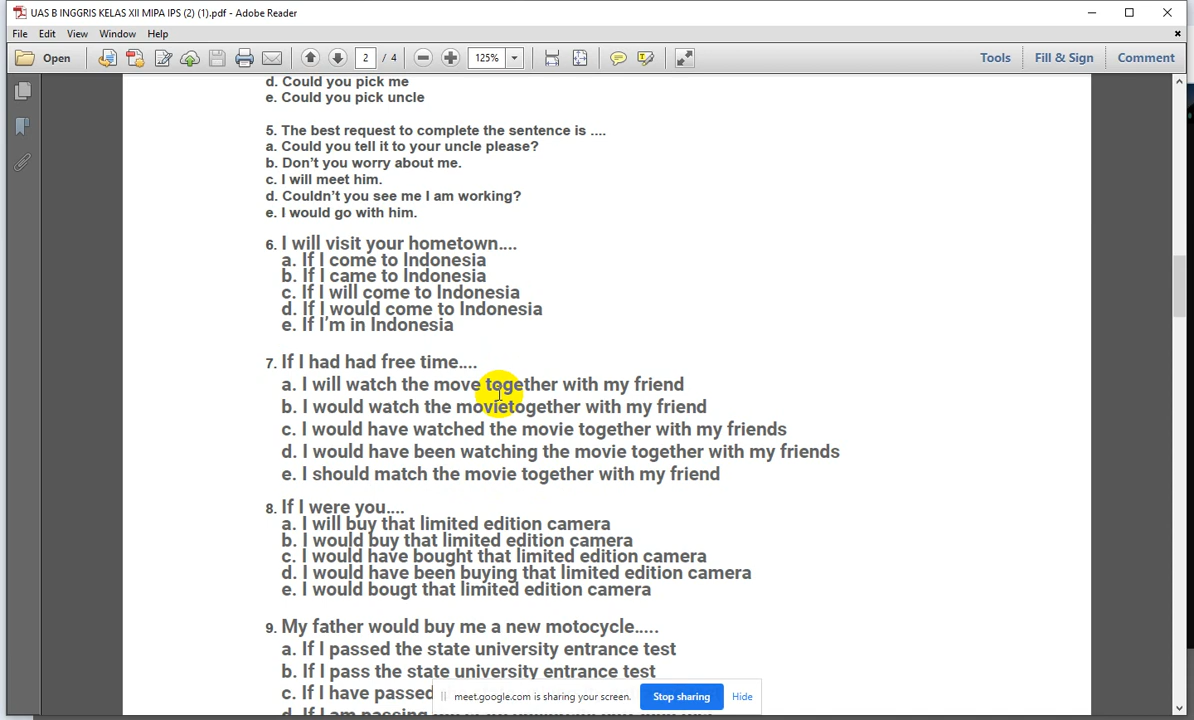 UAS B INGGRIS KELAS XII MIPA IPS (2) (1).pdf - Adobe Reader
File Edit View Window Help
Open 2 / 4 125% Tools Fill & Sign Comment
d. Could you pick me
e. Could you pick uncle
5. The best request to complete the sentence is ....
a. Could you tell it to your uncle please?
b. Don't you worry about me.
c. I will meet him.
d. Couldn't you see me I am working?
e. I would go with him.
6. I will visit your hometown....
a. If I come to Indonesia
b. If I came to Indonesia
c. If I will come to Indonesia
d. If I would come to Indonesia
e. If I'm in Indonesia
7. If I had had free time....
a. I will watch the move together with my friend
b. I would watch the movietogether with my friend
c. I would have watched the movie together with my friends
d. I would have been watching the movie together with my friends
e. I should match the movie together with my friend
8. If I were you....
a. I will buy that limited edition camera
b. I would buy that limited edition camera
c. I would have bought that limited edition camera
d. I would have been buying that limited edition camera
e. I would bougt that limited edition camera
9. My father would buy me a new motocycle.....
a. If I passed the state university entrance test
b. If I pass the state university entrance test
c. If I have passed
meet.google.com is sharing your screen. Stop sharing Hide
d. If I am passing